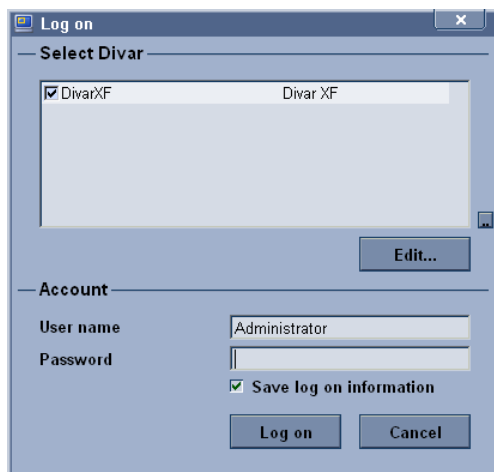 Log on
Select Divar
DivarXF Divar XF
..
Edit...
Account
User name Administrator
Password
Save log on information
Log on Cancel